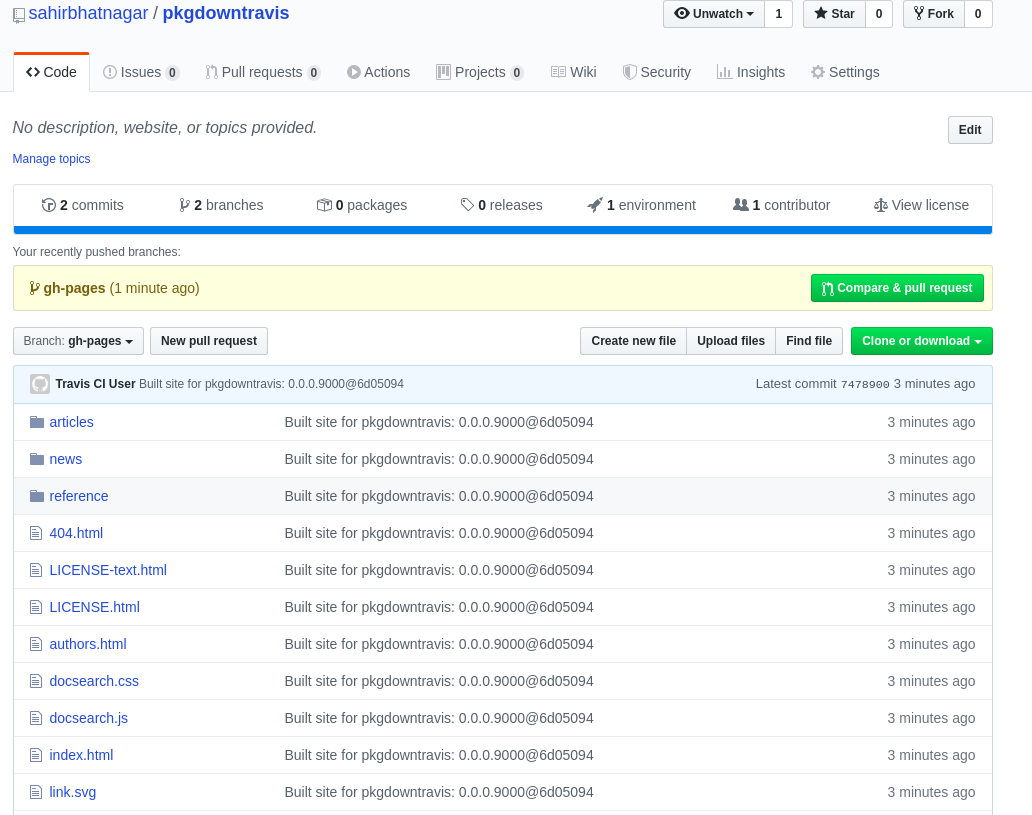 sahirbhatnagar / pkgdowntravis Unwatch 1 Star 0 Fork 0
Code Issues 0 Pull requests 0 Actions Projects 0 Wiki Security Insights Settings
No description, website, or topics provided. Edit
Manage topics
2 commits 2 branches 0 packages 0 releases 1 environment 1 contributor View license
Your recently pushed branches:
gh-pages (1 minute ago) Compare & pull request
Branch: gh-pages New pull request Create new file Upload files Find file Clone or download
Travis CI User Built site for pkgdowntravis: 0.0.0.9000@6d05094 Latest commit 7478900 3 minutes ago
articles Built site for pkgdowntravis: 0.0.0.9000@6d05094 3 minutes ago
news Built site for pkgdowntravis: 0.0.0.9000@6d05094 3 minutes ago
reference Built site for pkgdowntravis: 0.0.0.9000@6d05094 3 minutes ago
404.html Built site for pkgdowntravis: 0.0.0.9000@6d05094 3 minutes ago
LICENSE-text.html Built site for pkgdowntravis: 0.0.0.9000@6d05094 3 minutes ago
LICENSE.html Built site for pkgdowntravis: 0.0.0.9000@6d05094 3 minutes ago
authors.html Built site for pkgdowntravis: 0.0.0.9000@6d05094 3 minutes ago
docsearch.css Built site for pkgdowntravis: 0.0.0.9000@6d05094 3 minutes ago
docsearch.js Built site for pkgdowntravis: 0.0.0.9000@6d05094 3 minutes ago
index.html Built site for pkgdowntravis: 0.0.0.9000@6d05094 3 minutes ago
link.svg Built site for pkgdowntravis: 0.0.0.9000@6d05094 3 minutes ago